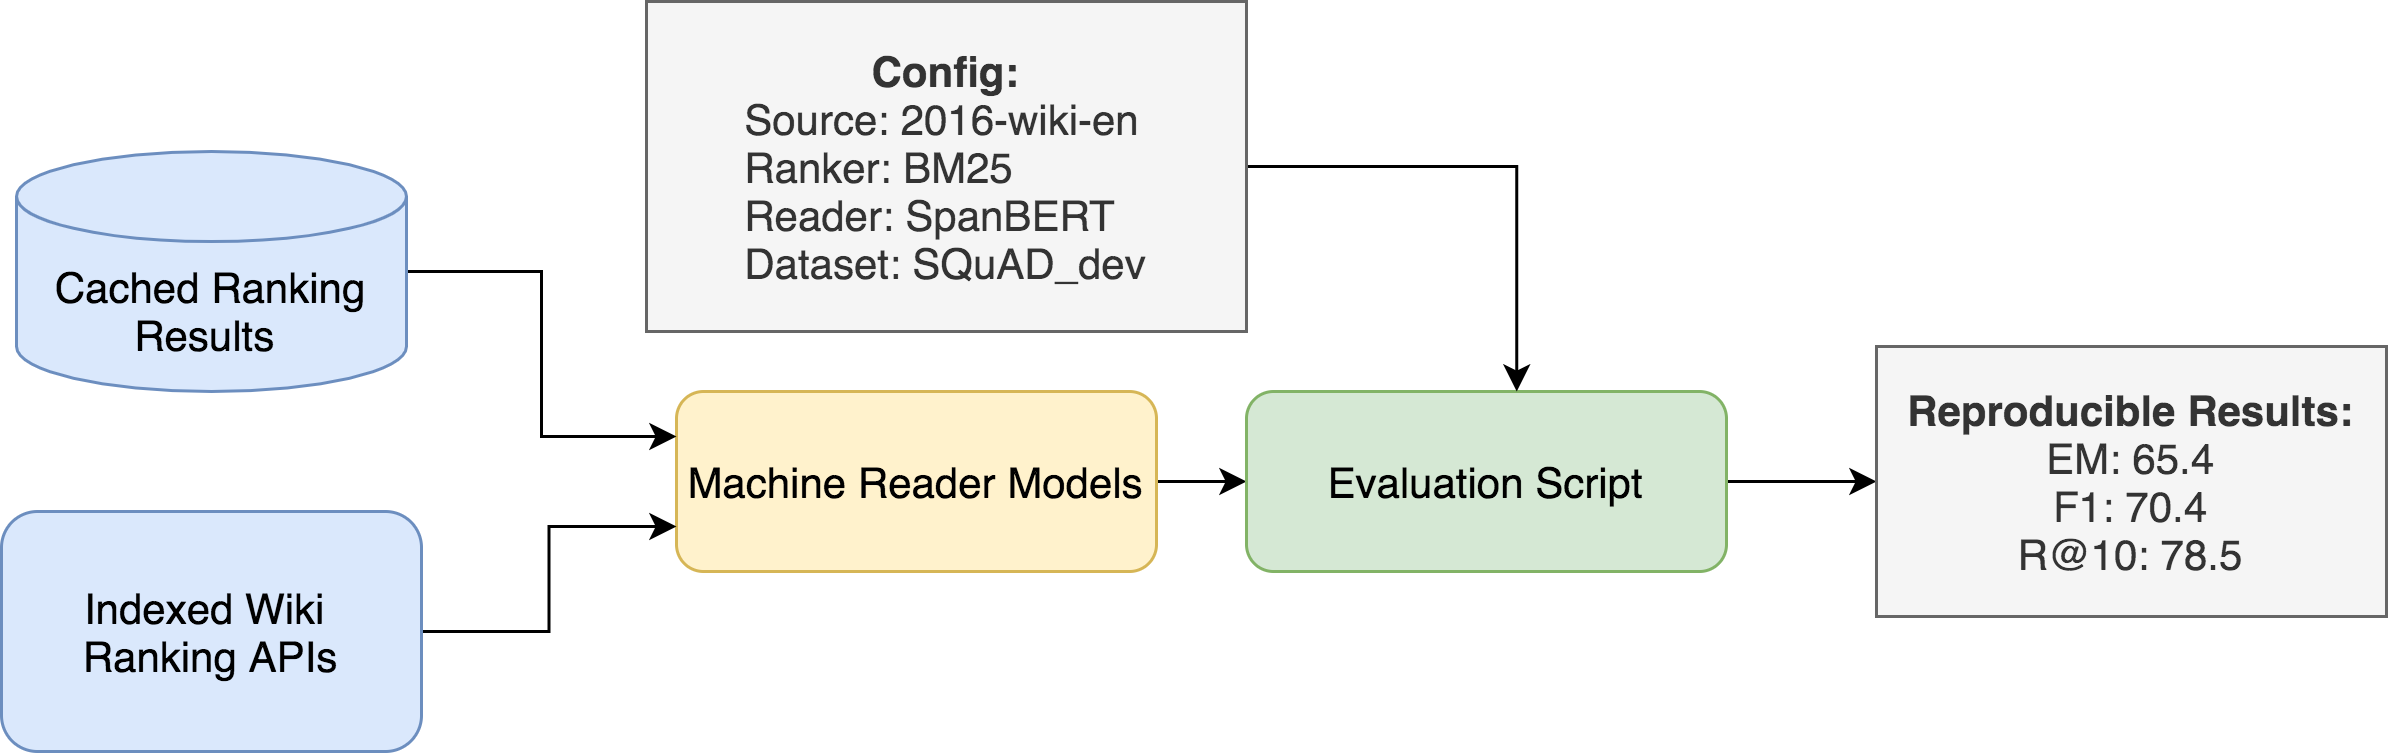 Config:
Source: 2016-wiki-en
Ranker: BM25
Reader: SpanBERT
Dataset: SQuAD_dev
Cached Ranking
Results
Indexed Wiki
Ranking APIs
Machine Reader Models
Evaluation Script
Reproducible Results:
EM: 65.4
F1: 70.4
R@10: 78.5